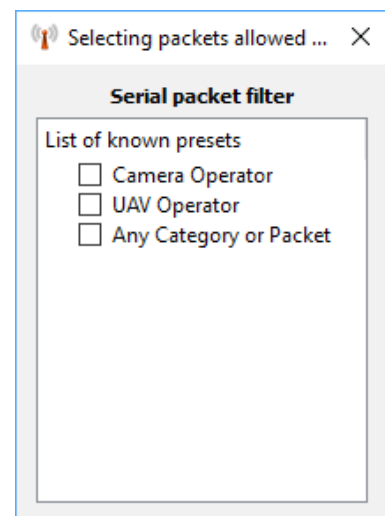 Selecting packets allowed ...
Serial packet filter
List of known presets
Camera Operator
UAV Operator
Any Category or Packet